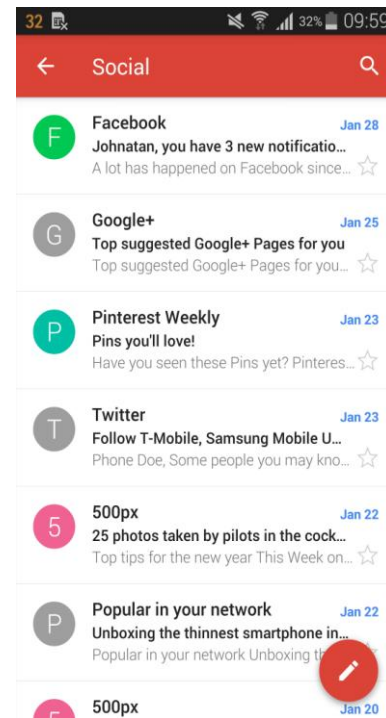 32 32% 09:59
Social
F Facebook Jan 28
Johnatan, you have 3 new notificatio...
A lot has happened on Facebook since...
G Google+ Jan 25
Top suggested Google+ Pages for you
Top suggested Google+ Pages for you...
P Pinterest Weekly Jan 23
Pins you'll love!
Have you seen these Pins yet? Pinteres...
T Twitter Jan 23
Follow T-Mobile, Samsung Mobile U...
Phone Doe, Some people you may kno...
5 500px Jan 22
25 photos taken by pilots in the cock...
Top tips for the new year This Week on...
P Popular in your network Jan 22
Unboxing the thinnest smartphone in...
Popular in your network Unboxing
5 500px Jan 20